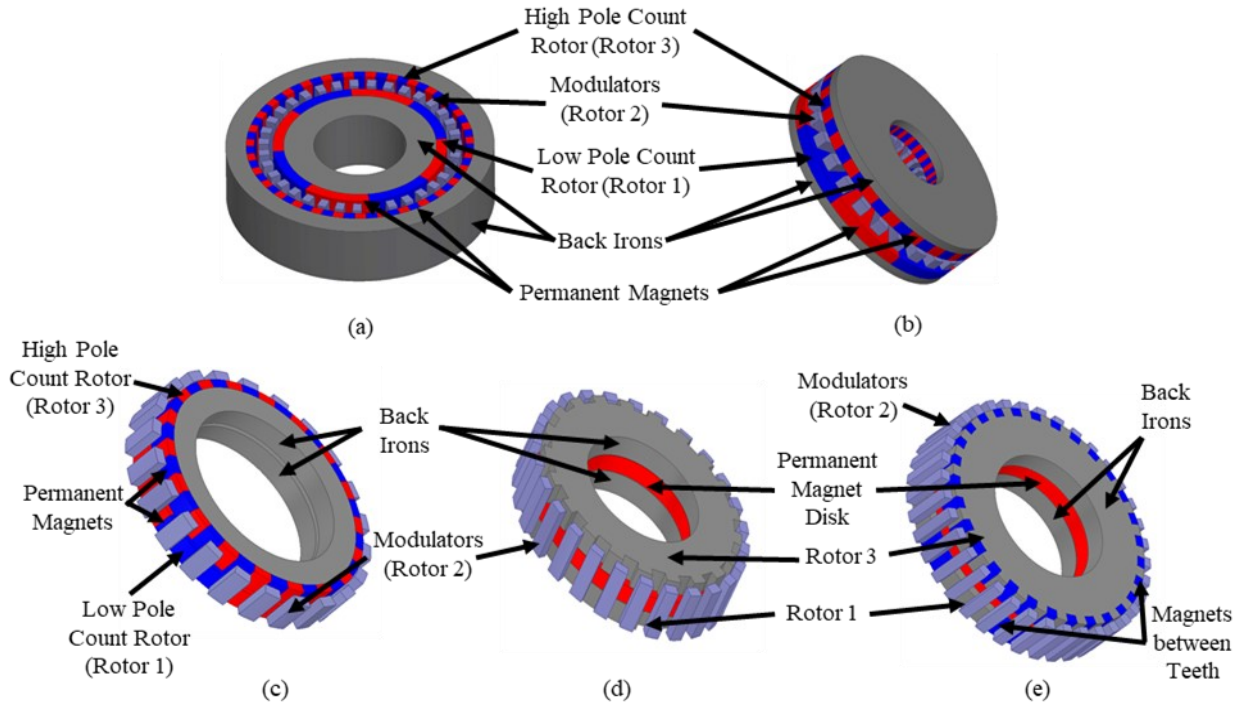 High Pole Count
Rotor (Rotor 3)
Modulators
(Rotor 2)
Low Pole Count
Rotor (Rotor 1)
Back Irons
Permanent Magnets
(a)
(b)
High Pole
Count Rotor
(Rotor 3)
Permanent
Magnets
Low Pole
Count Rotor
(Rotor 1)
Back
Irons
Modulators
(Rotor 2)
(c)
Permanent
Magnet
Disk
Rotor 3
Rotor 1
(d)
Modulators
(Rotor 2)
Back
Irons
Magnets
between
Teeth
(e)